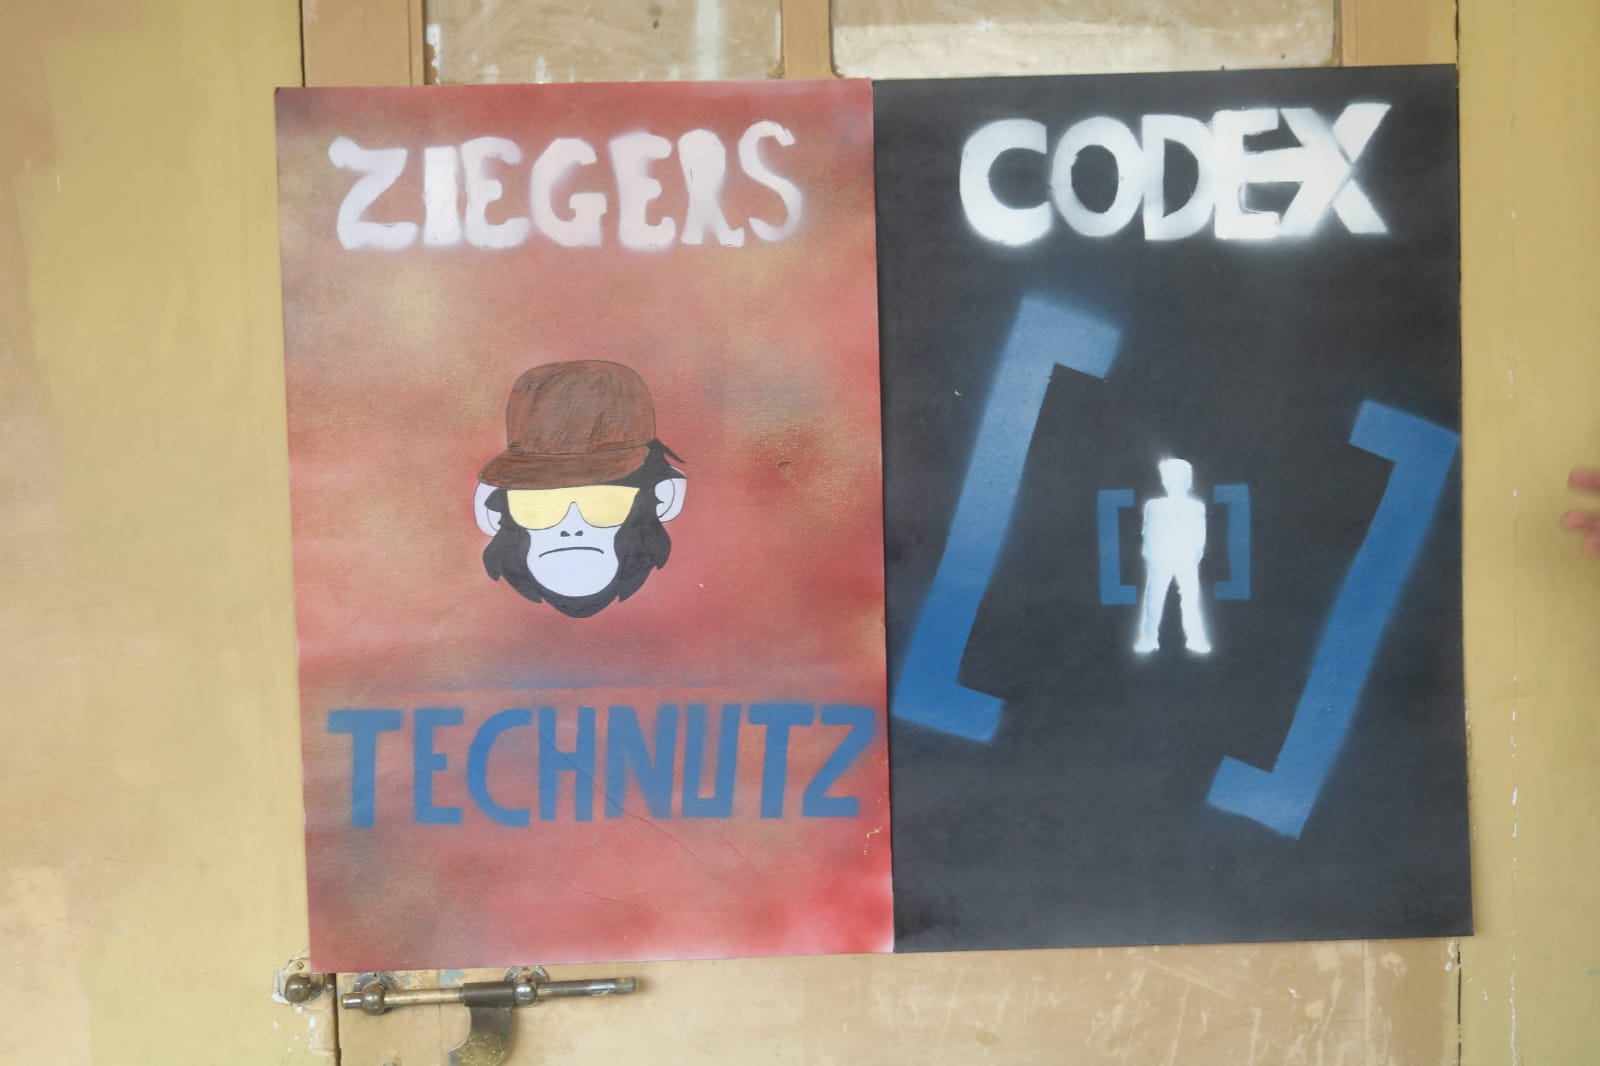 ZIEGERS
TECHNUTZ
CODEX
[ [ ] ]